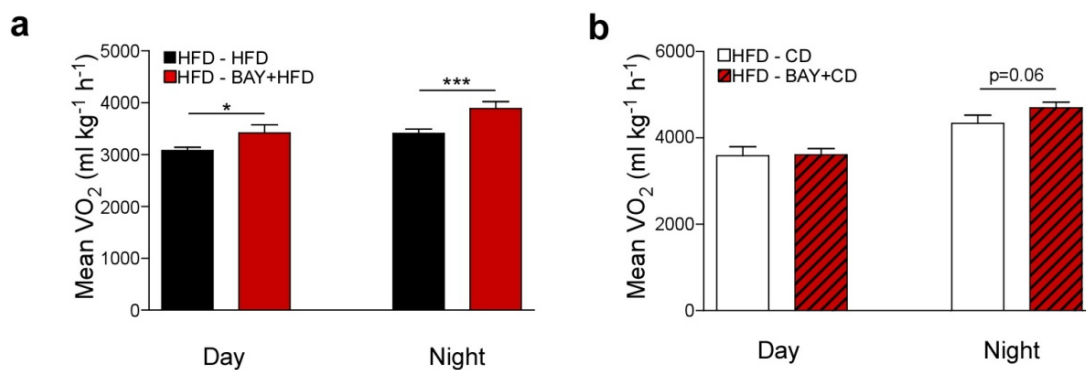 a
HFD - HFD
HFD - BAY+HFD
Mean VO₂ (ml kg⁻¹ h⁻¹)
5000
4000
3000
2000
1000
0
*
***
Day
Night
b
HFD - CD
HFD - BAY+CD
Mean VO₂ (ml kg⁻¹ h⁻¹)
6000
4000
2000
0
p=0.06
Day
Night